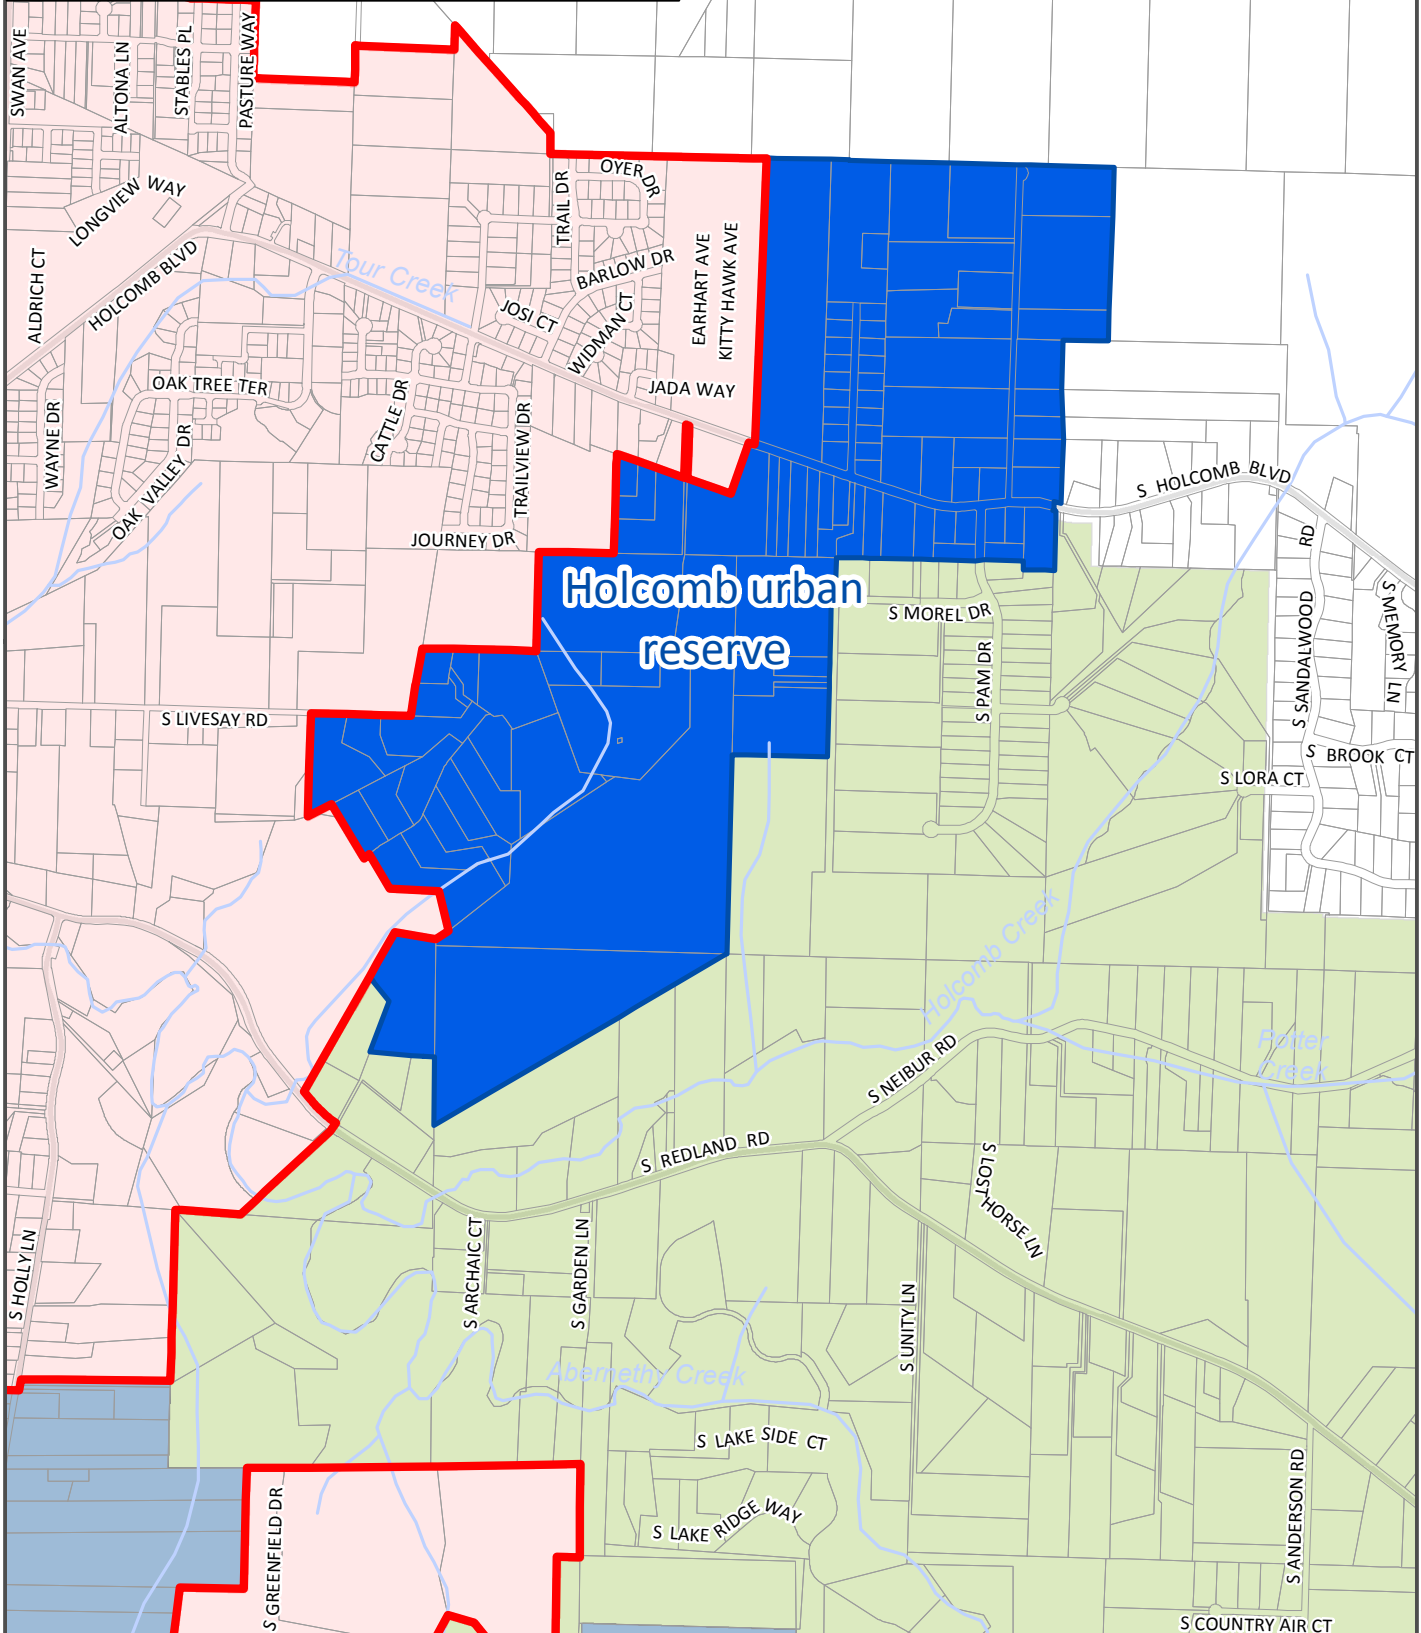 SWAN AVE
ALTONA LN
STABLES PL
PASTURE WAY
LONGVIEW WAY
ALDRICH CT
HOLCOMB BLVD
Tour Creek
OYER DR
TRAIL DR
BARLOW DR
EARHART AVE
KITTY HAWK AVE
JOSI CT
WIDMAN CT
JADA WAY
OAK TREE TER
WAYNE DR
CATTLE DR
OAK VALLEY DR
TRAILVIEW DR
JOURNEY DR
S HOLCOMB BLVD
Holcomb urban
reserve
S MOREL DR
S PAM DR
RD
S SANDALWOOD
S MEMORY LN
S LIVESAY RD
S BROOK CT
S LORA CT
Holcomb Creek
S NEIBUR RD
Potter
Creek
S REDLAND RD
S LOST
HORSE LN
S HOLLY LN
S ARCHAIC CT
S GARDEN LN
S UNITY LN
Abernethy Creek
S LAKE SIDE CT
S LAKE RIDGE WAY
S GREENFIELD DR
S ANDERSON RD
S COUNTRY AIR CT